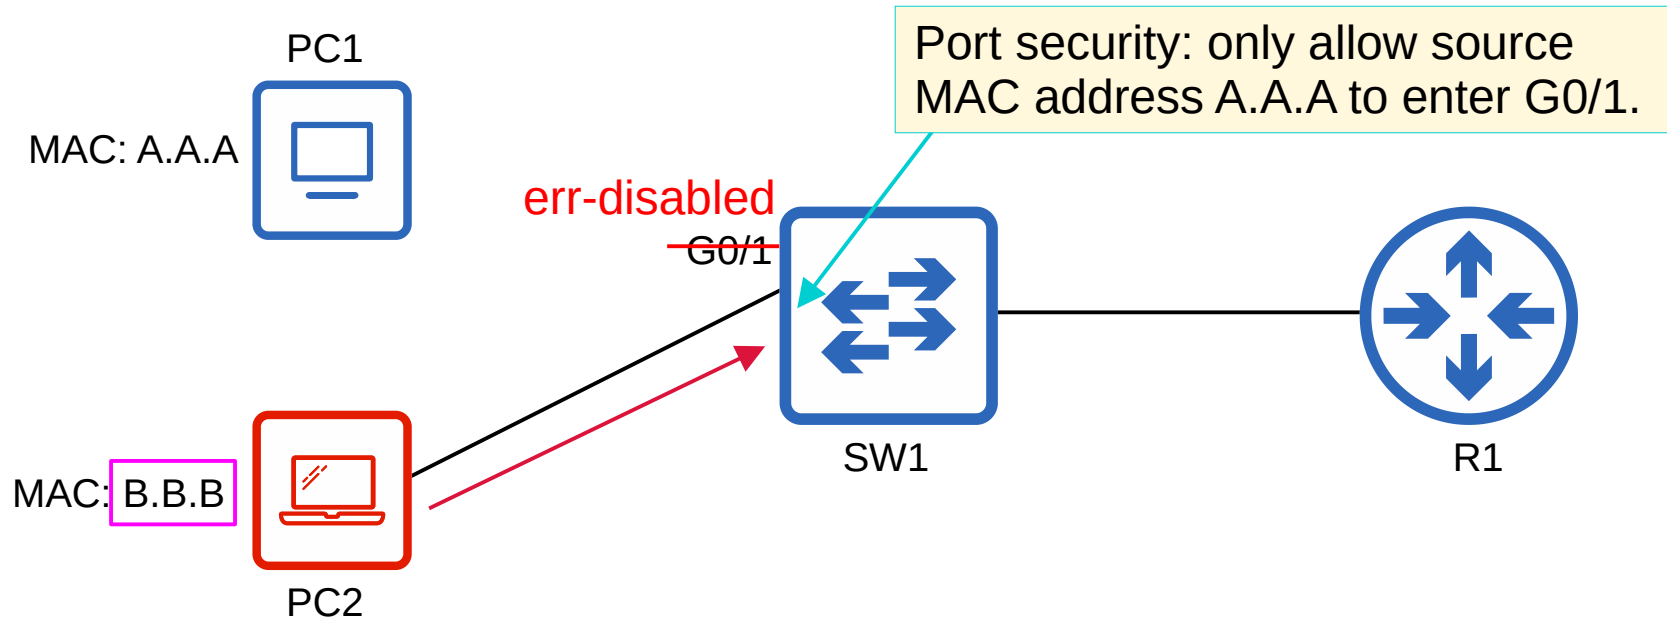 PC1
Port security: only allow source
MAC address A.A.A to enter G0/1.
MAC: A.A.A
err-disabled
G0/1
SW1
R1
MAC: B.B.B
PC2